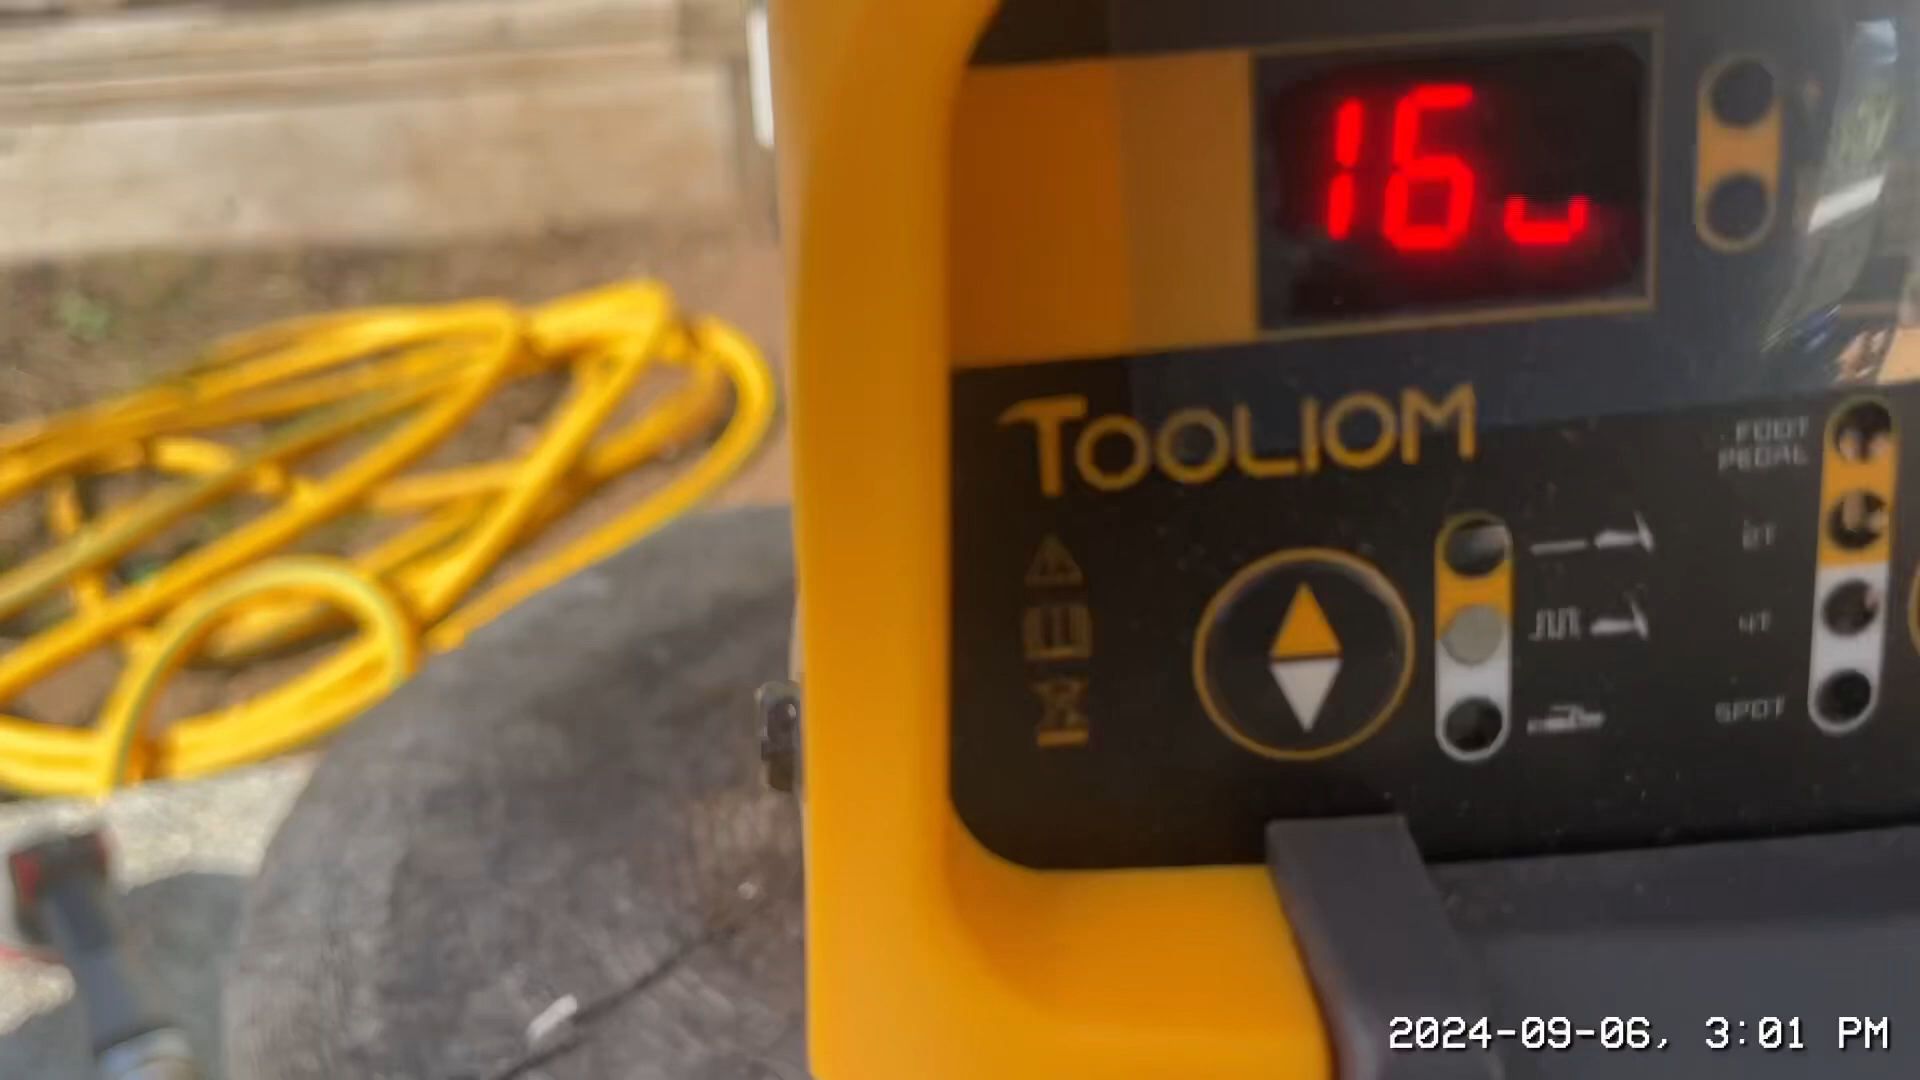 16
TOOLIOM
FOOT
PEDAL
2T
4T
SPOT
2024-09-06, 3:01 PM